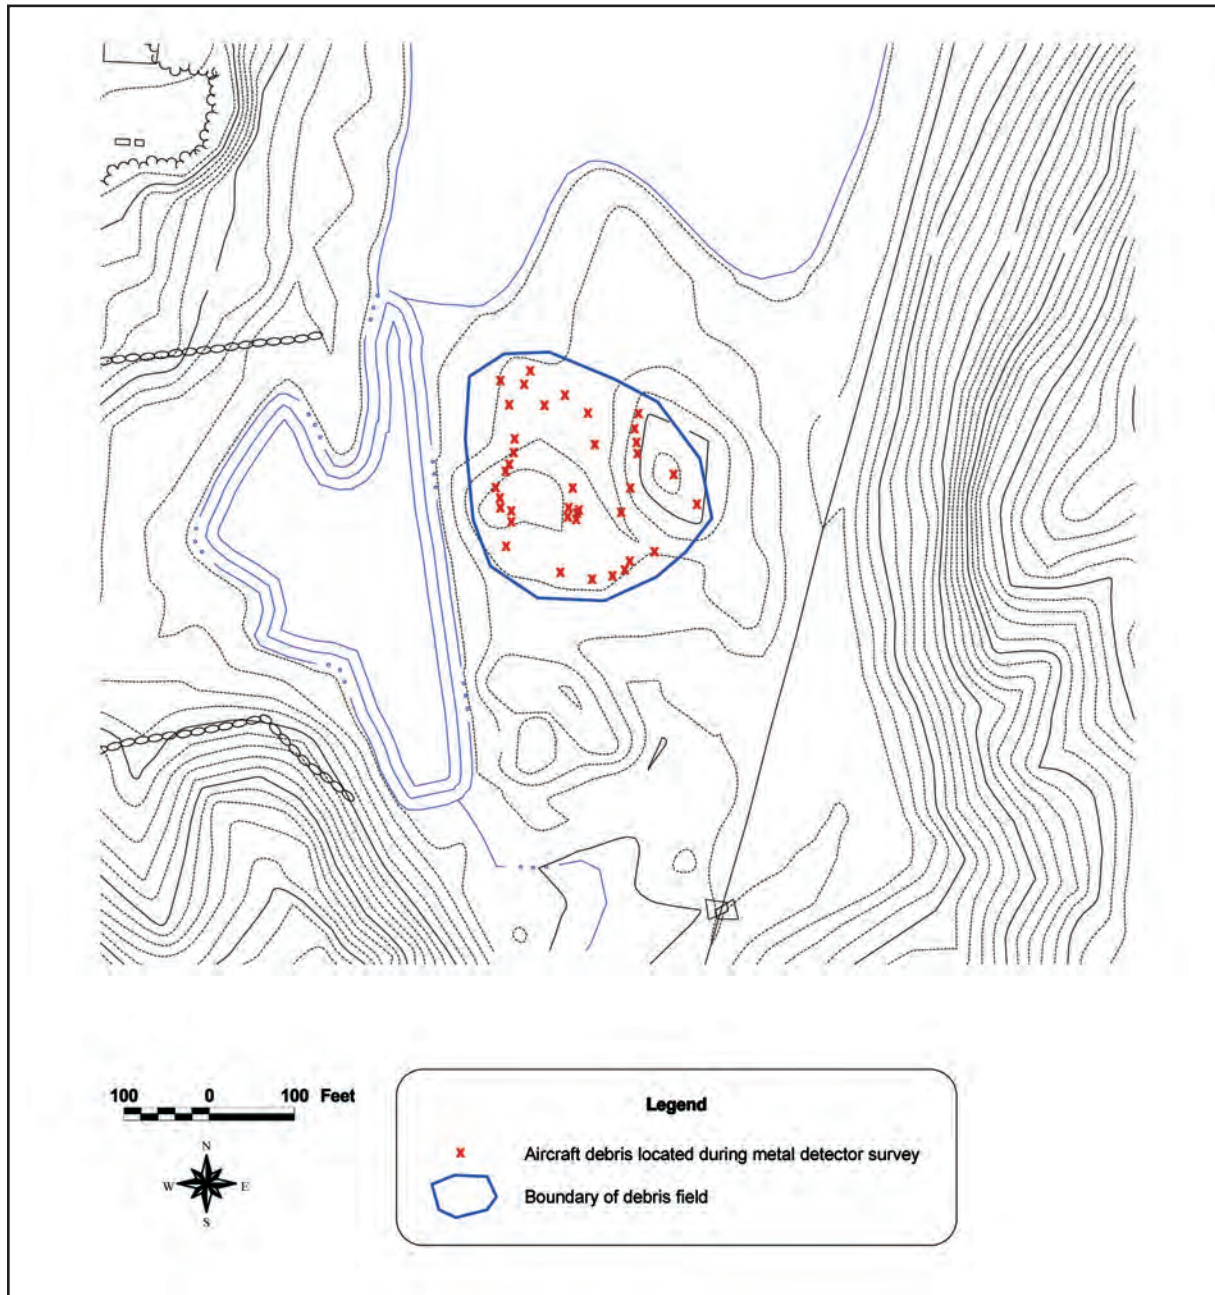 100 0 100 Feet
N
W E
S
Legend
x Aircraft debris located during metal detector survey
Boundary of debris field